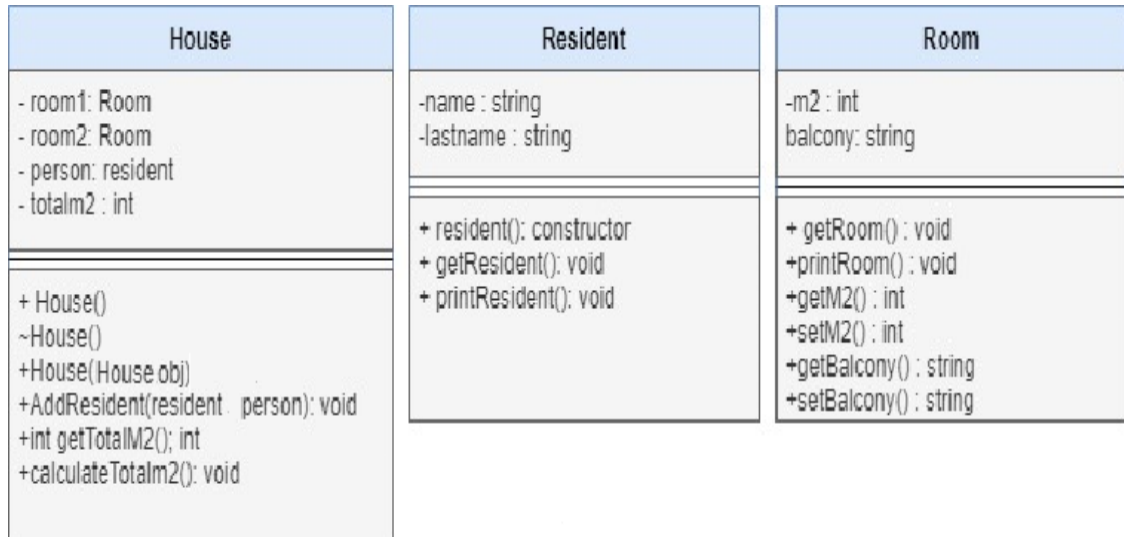 House
- room1: Room
- room2: Room
- person: resident
- totalm2 : int
+ House()
~House()
+House(House obj)
+AddResident(resident person): void
+int getTotalM2(); int
+calculateTotalm2(): void
Resident
-name : string
-lastname : string
+ resident(): constructor
+ getResident(): void
+ printResident(): void
Room
-m2 : int
balcony: string
+ getRoom() : void
+printRoom() : void
+getM2() : int
+setM2() : int
+getBalcony() : string
+setBalcony() : string